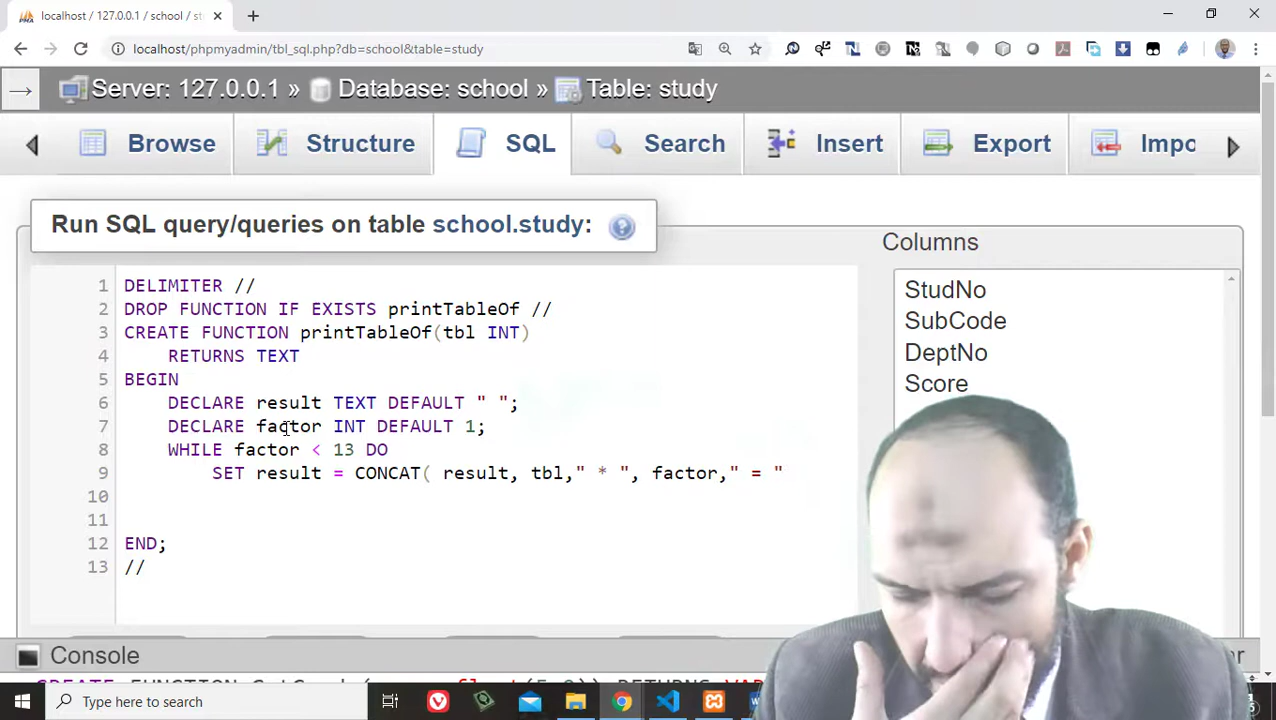 localhost / 127.0.0.1 / school / st
localhost/phpmyadmin/tbl_sql.php?db=school&table=study
Server: 127.0.0.1 » Database: school » Table: study
Browse Structure SQL Search Insert Export Impo
Run SQL query/queries on table school.study:
Columns
1 DELIMITER //
2 DROP FUNCTION IF EXISTS printTableOf //
3 CREATE FUNCTION printTableOf(tbl INT)
4 RETURNS TEXT
5 BEGIN
6 DECLARE result TEXT DEFAULT " ";
7 DECLARE factor INT DEFAULT 1;
8 WHILE factor < 13 DO
9 SET result = CONCAT( result, tbl," * ", factor," = "
10
11
12 END;
13 //
StudNo
SubCode
DeptNo
Score
Console
Type here to search